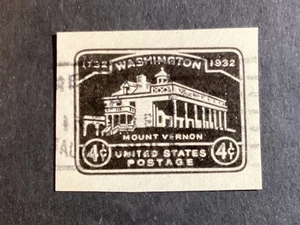 1732 WASHINGTON 1932
MOUNT VERNON
4¢ UNITED STATES 4¢
POSTAGE